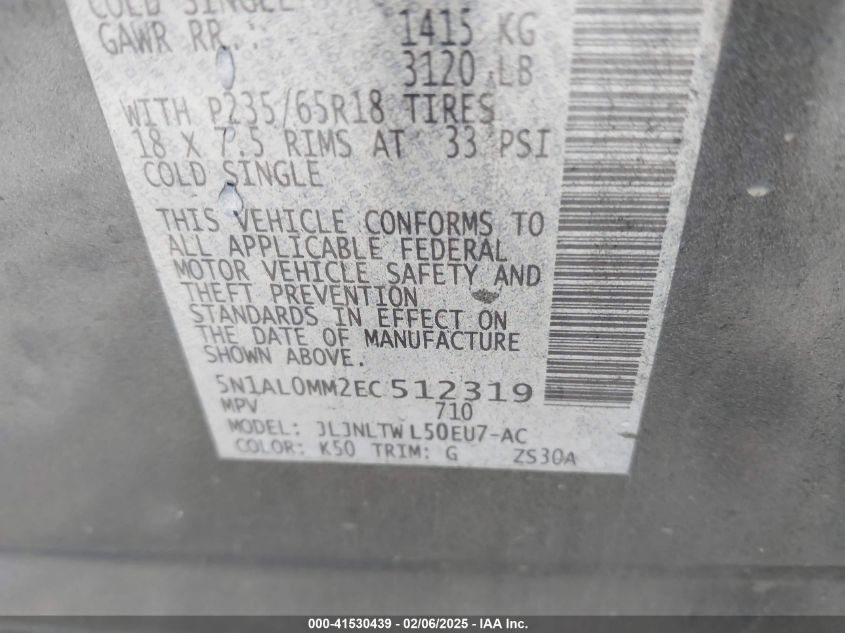 COLD SINGLE
GAWR RR.. 1415 KG
3120 LB
WITH P235/65R18 TIRES
18 X 7.5 RIMS AT 33 PSI
COLD SINGLE
THIS VEHICLE CONFORMS TO
ALL APPLICABLE FEDERAL
MOTOR VEHICLE SAFETY AND
THEFT PREVENTION
STANDARDS IN EFFECT ON
THE DATE OF MANUFACTURE
SHOWN ABOVE.
5N1AL0MM2EC512319
MPV 710
MODEL: JLJNLTWL50EU7-AC
COLOR: K50 TRIM: G ZS30A
000-41530439 - 02/06/2025 - IAA Inc.